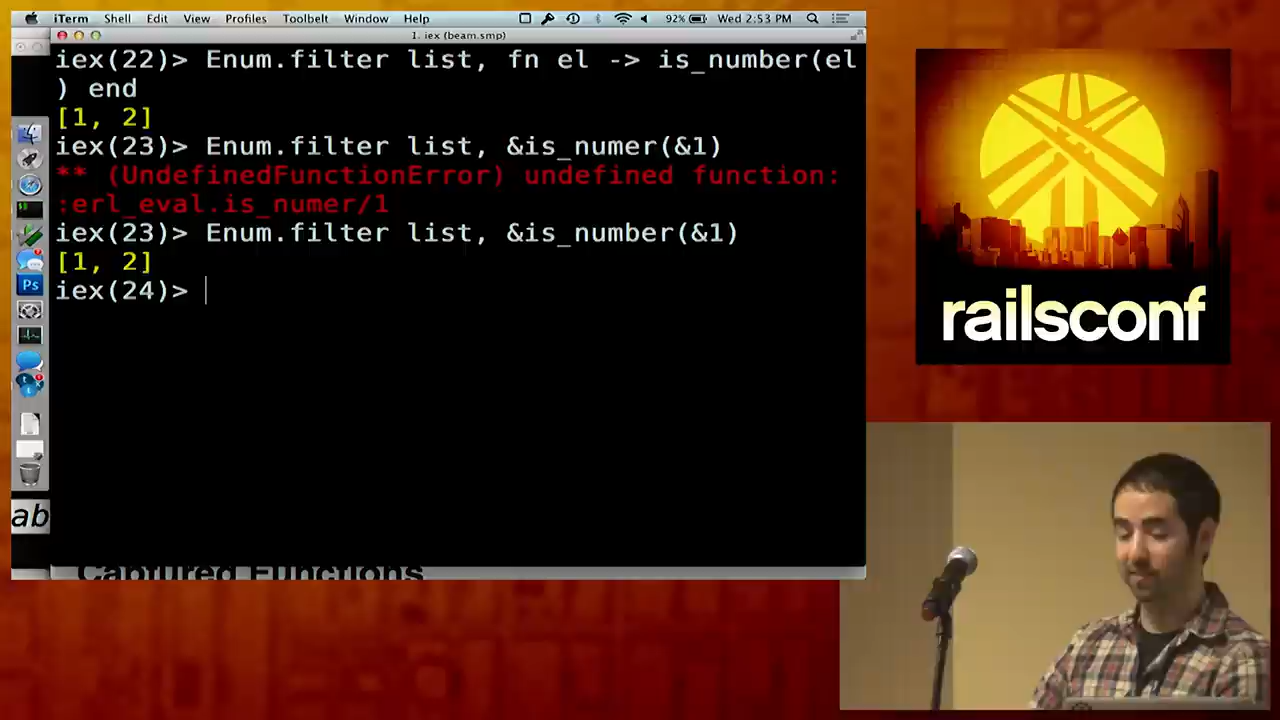 iTerm Shell Edit View Profiles Toolbelt Window Help 92% Wed 2:53 PM
1. iex (beam.smp)
iex(22)> Enum.filter list, fn el -> is_number(el
) end
[1, 2]
iex(23)> Enum.filter list, &is_numer(&1)
** (UndefinedFunctionError) undefined function:
:erl_eval.is_numer/1
iex(23)> Enum.filter list, &is_number(&1)
[1, 2]
iex(24)>
Ps
ab
Captured Functions
railsconf